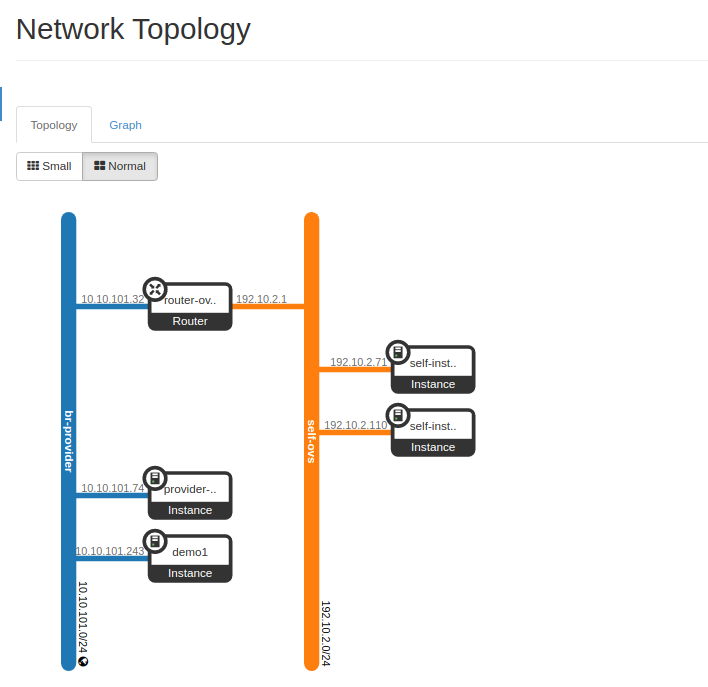 Network Topology
Topology
Graph
Small
Normal
10.10.101.32
router-ov..
Router
192.10.2.1
192.10.2.71
self-inst..
Instance
192.10.2.110
self-inst..
Instance
br-provider
self-ovs
10.10.101.74
provider-..
Instance
10.10.101.243
demo1
Instance
10.10.101.0/24
192.10.2.0/24